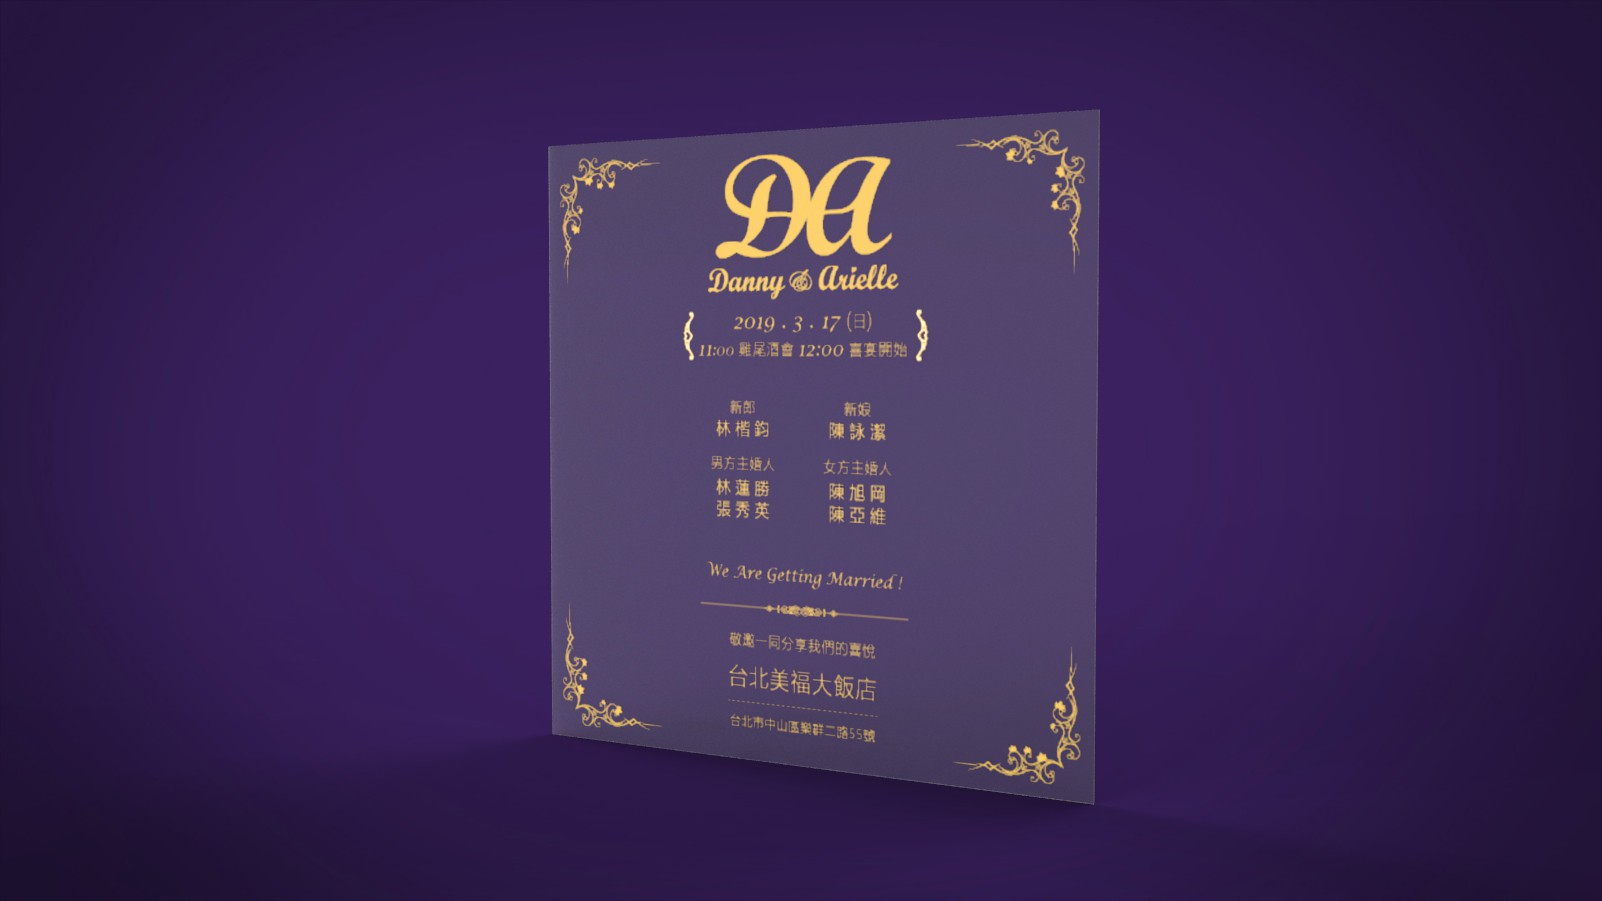 DA
Danny & Arielle
2019 . 3 . 17 (日)
11:00 雞尾酒會 12:00 喜宴開始
新郎 新娘
林楷鈞 陳詠潔
男方主婚人 女方主婚人
林蓮勝 陳旭岡
張秀英 陳亞維
We Are Getting Married !
敬邀一同分享我們的喜悅
台北美福大飯店
台北市中山區樂群二路55號